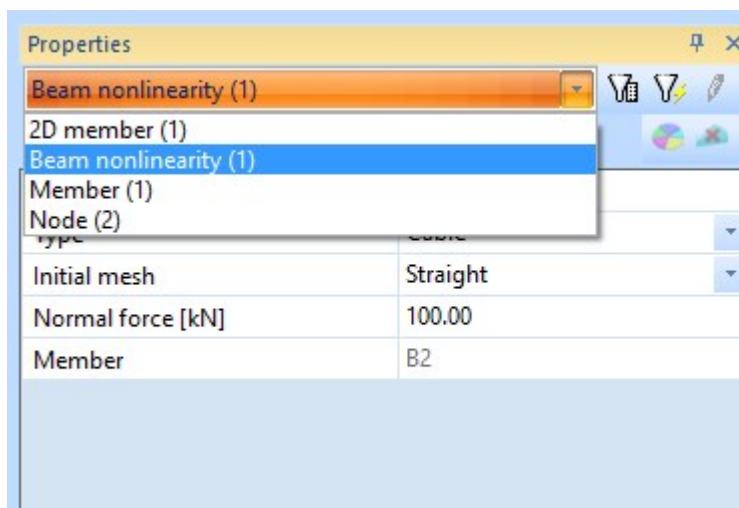 Properties
Beam nonlinearity (1)
2D member (1)
Beam nonlinearity (1)
Member (1)
Node (2)
Type
Initial mesh Straight
Normal force [kN] 100.00
Member B2